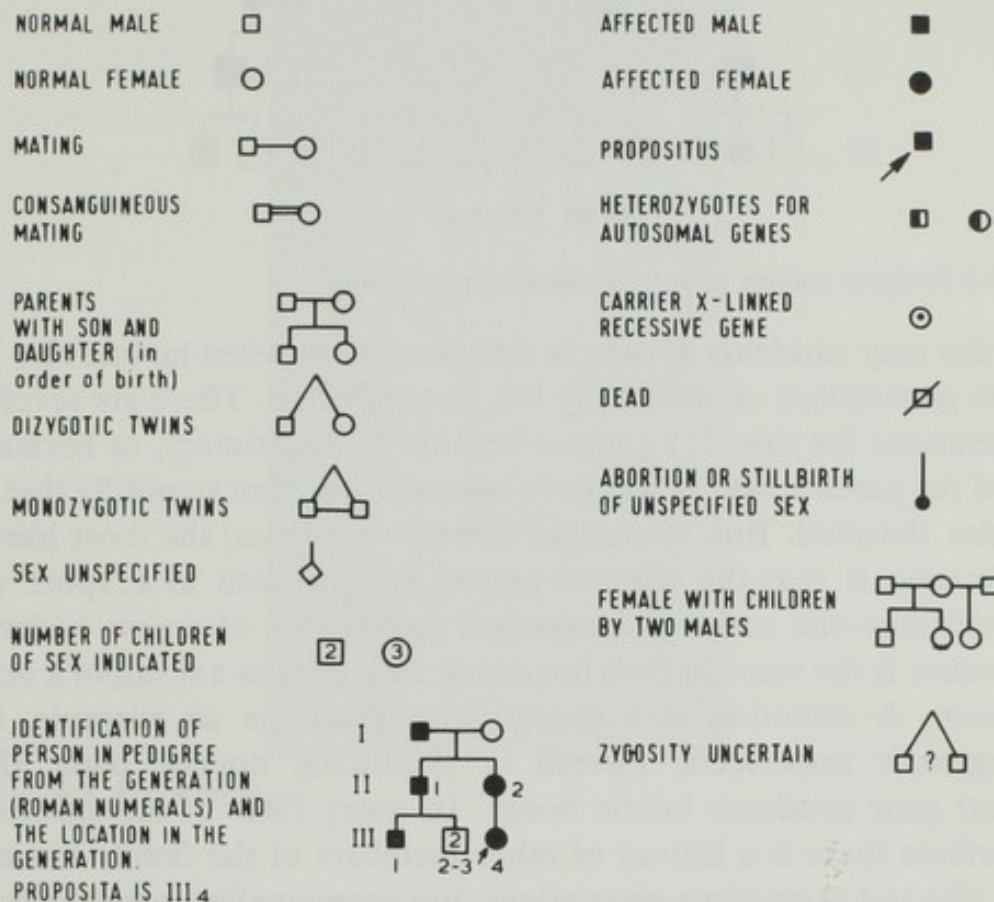 NORMAL MALE
NORMAL FEMALE
MATING
CONSANGUINEOUS
MATING
PARENTS
WITH SON AND
DAUGHTER (in
order of birth)
DIZYGOTIC TWINS
MONOZYGOTIC TWINS
SEX UNSPECIFIED
NUMBER OF CHILDREN
OF SEX INDICATED
2 3
IDENTIFICATION OF
PERSON IN PEDIGREE
FROM THE GENERATION
(ROMAN NUMERALS) AND
THE LOCATION IN THE
GENERATION.
PROPOSITA IS III 4
I
II 1 2
III 2
1 2-3 4
AFFECTED MALE
AFFECTED FEMALE
PROPOSITUS
HETEROZYGOTES FOR
AUTOSOMAL GENES
CARRIER X-LINKED
RECESSIVE GENE
DEAD
ABORTION OR STILLBIRTH
OF UNSPECIFIED SEX
FEMALE WITH CHILDREN
BY TWO MALES
ZYGOSITY UNCERTAIN
?